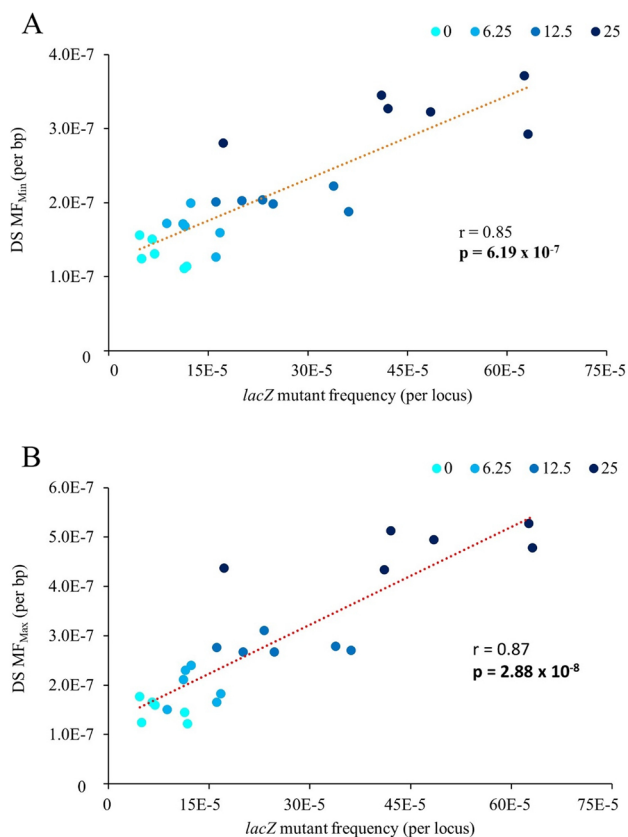 A
0 6.25 12.5 25
4.0E-7
3.0E-7
2.0E-7
1.0E-7
0
DS MFMin (per bp)
r = 0.85
p = 6.19 x 10-7
0 15E-5 30E-5 45E-5 60E-5 75E-5
lacZ mutant frequency (per locus)
B
0 6.25 12.5 25
6.0E-7
5.0E-7
4.0E-7
3.0E-7
2.0E-7
1.0E-7
0
DS MFMax (per bp)
r = 0.87
p = 2.88 x 10-8
0 15E-5 30E-5 45E-5 60E-5 75E-5
lacZ mutant frequency (per locus)